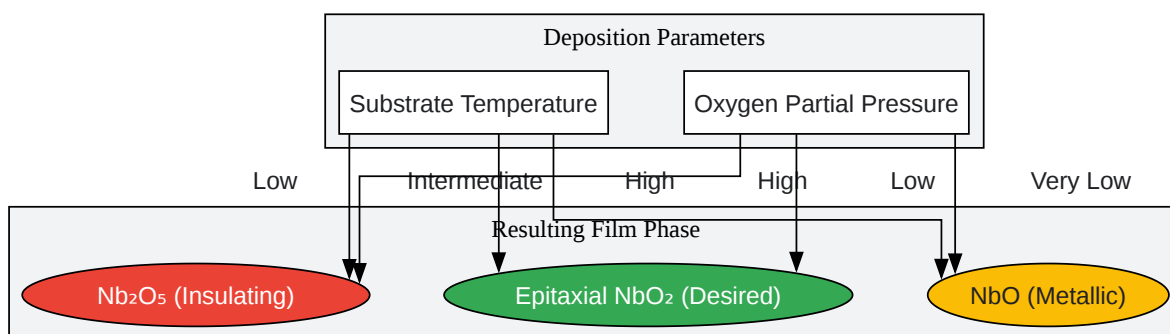 Deposition Parameters
Substrate Temperature
Oxygen Partial Pressure
Low
Intermediate
High
High
Low
Very Low
Resulting Film Phase
Nb₂O₅ (Insulating)
Epitaxial NbO₂ (Desired)
NbO (Metallic)